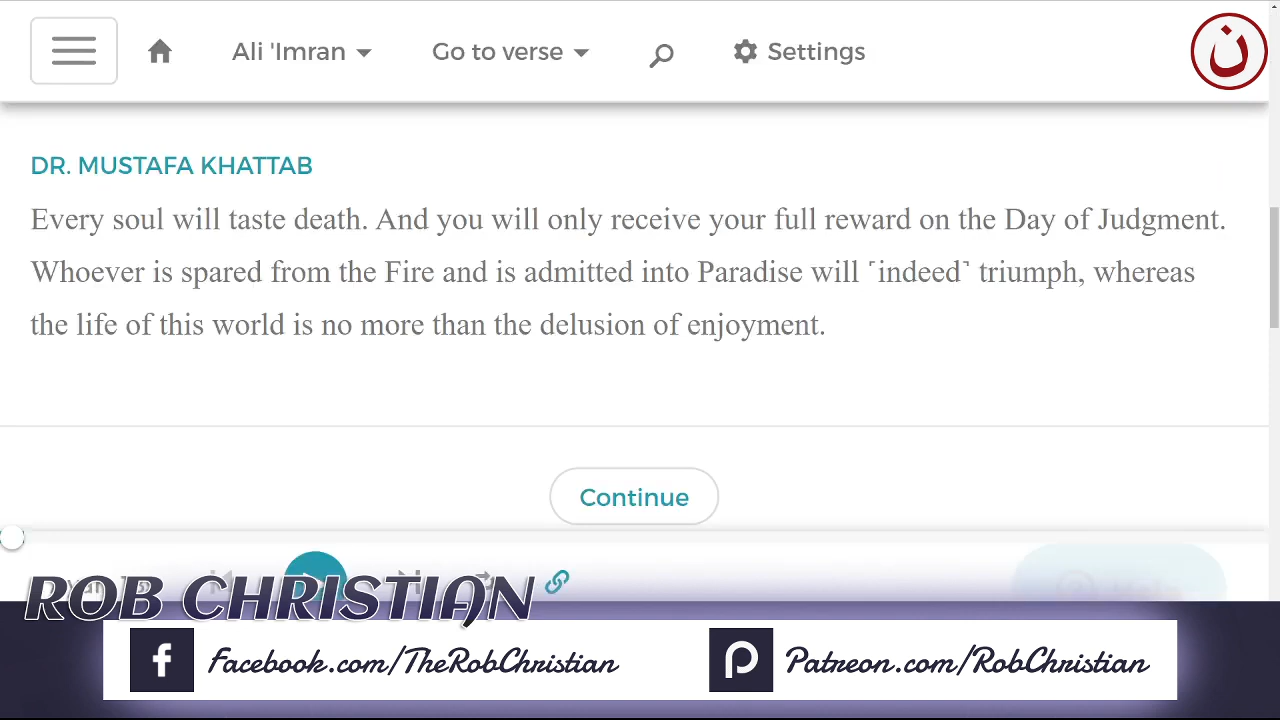 Ali 'Imran Go to verse Settings
ن
DR. MUSTAFA KHATTAB
Every soul will taste death. And you will only receive your full reward on the Day of Judgment.
Whoever is spared from the Fire and is admitted into Paradise will ˹indeed˺ triumph, whereas
the life of this world is no more than the delusion of enjoyment.
Continue
ROB CHRISTIAN
Facebook.com/TheRobChristian Patreon.com/RobChristian